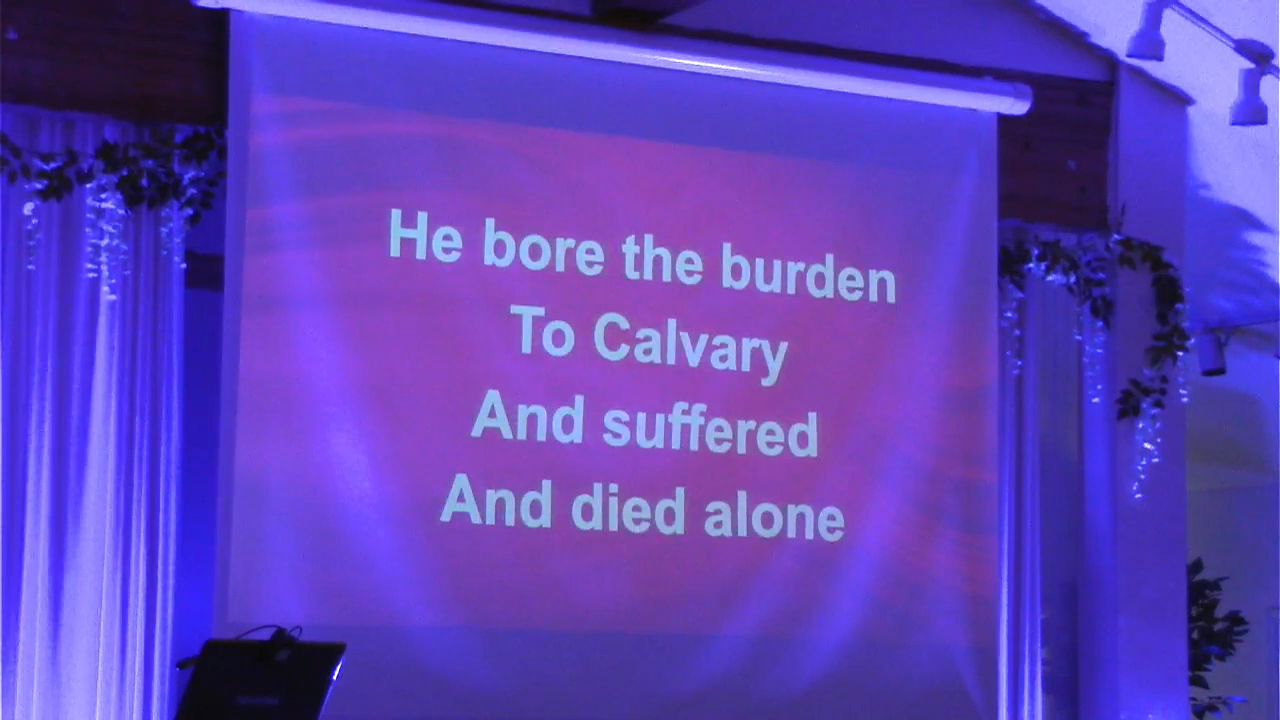 He bore the burden
To Calvary
And suffered
And died alone